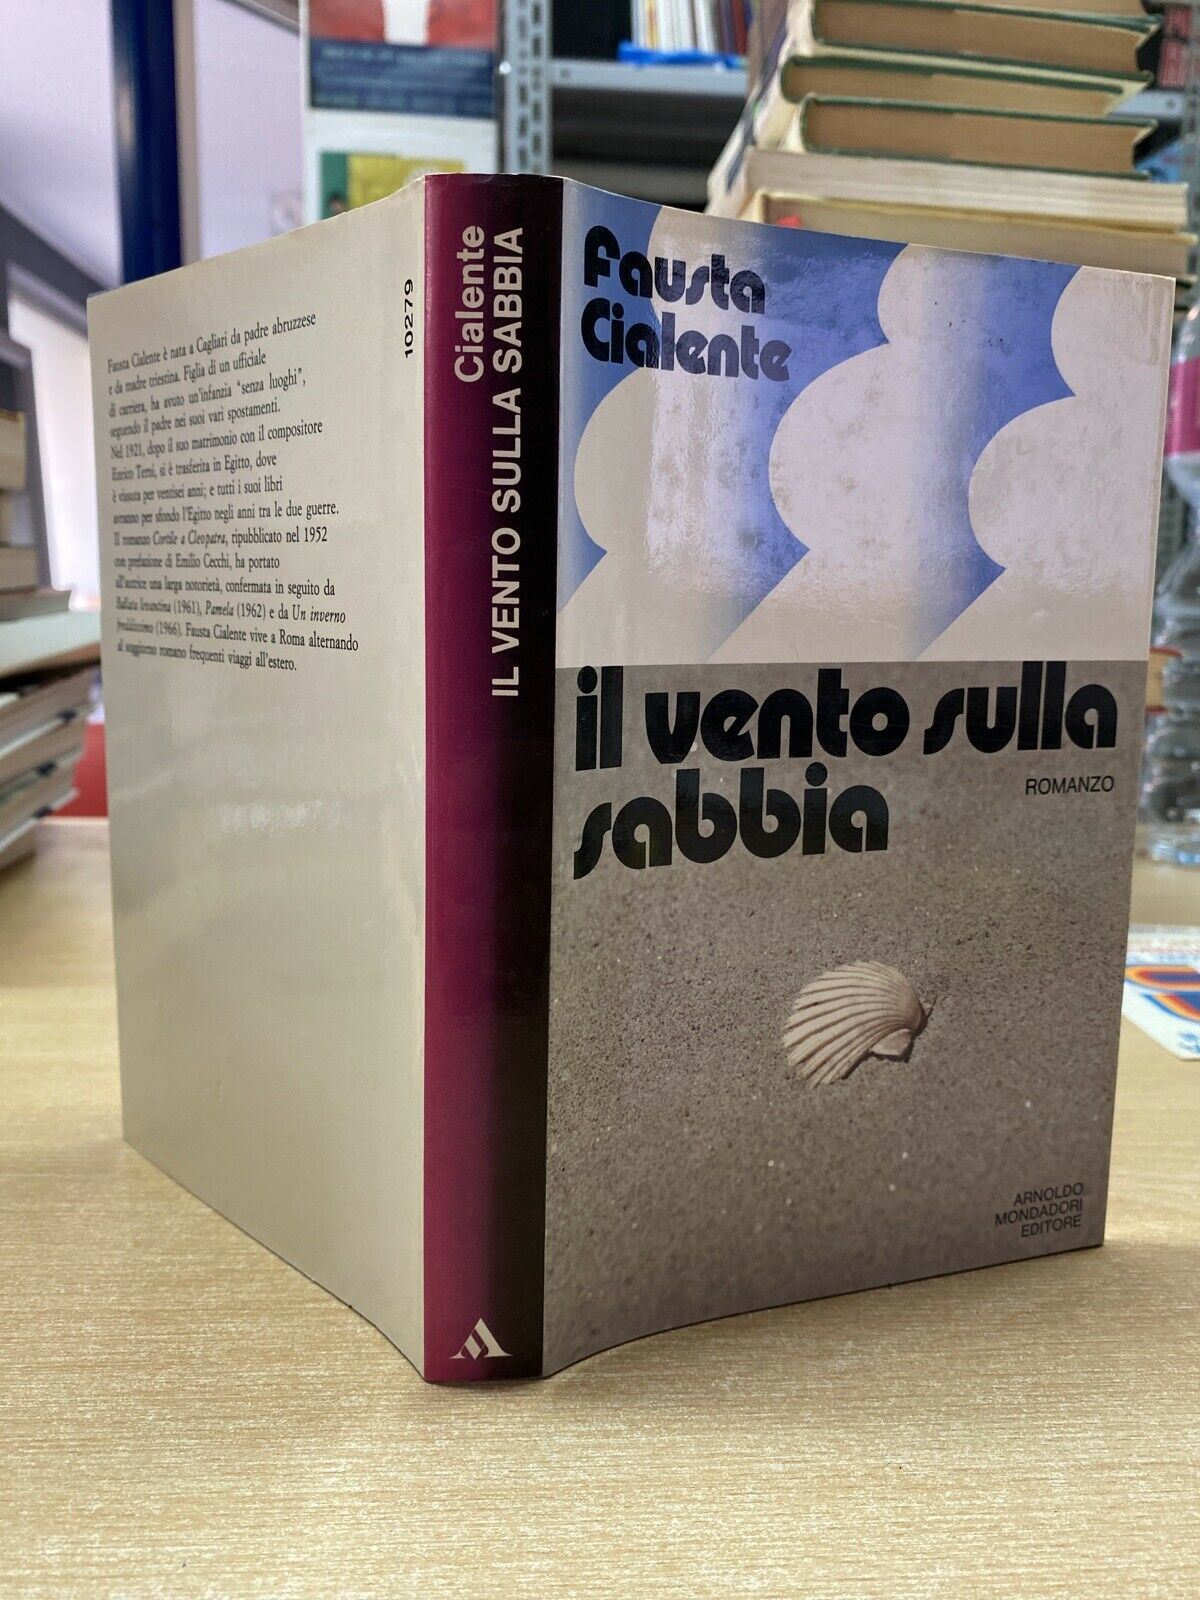 Fausta Cialente è nata a Cagliari da padre abruzzese
e da madre triestina. Figlia di un ufficiale
di carriera, ha avuto un'infanzia "senza luoghi",
seguendo il padre nei suoi vari spostamenti.
Nel 1921, dopo il suo matrimonio con il compositore
Enrico Terni, si è trasferita in Egitto, dove
è vissuta per ventisei anni; e tutti i suoi libri
avranno per sfondo l'Egitto negli anni tra le due guerre.
Il romanzo Cortile a Cleopatra, ripubblicato nel 1952
con prefazione di Emilio Cecchi, ha portato
all'autrice una larga notorietà, confermata in seguito da
Ballata levantina (1961), Pamela (1962) e da Un inverno
freddissimo (1966). Fausta Cialente vive a Roma alternando
al soggiorno romano frequenti viaggi all'estero.
10279
Cialente
IL VENTO SULLA SABBIA
Fausta
Cialente
il vento sulla
sabbia
ROMANZO
ARNOLDO
MONDADORI
EDITORE